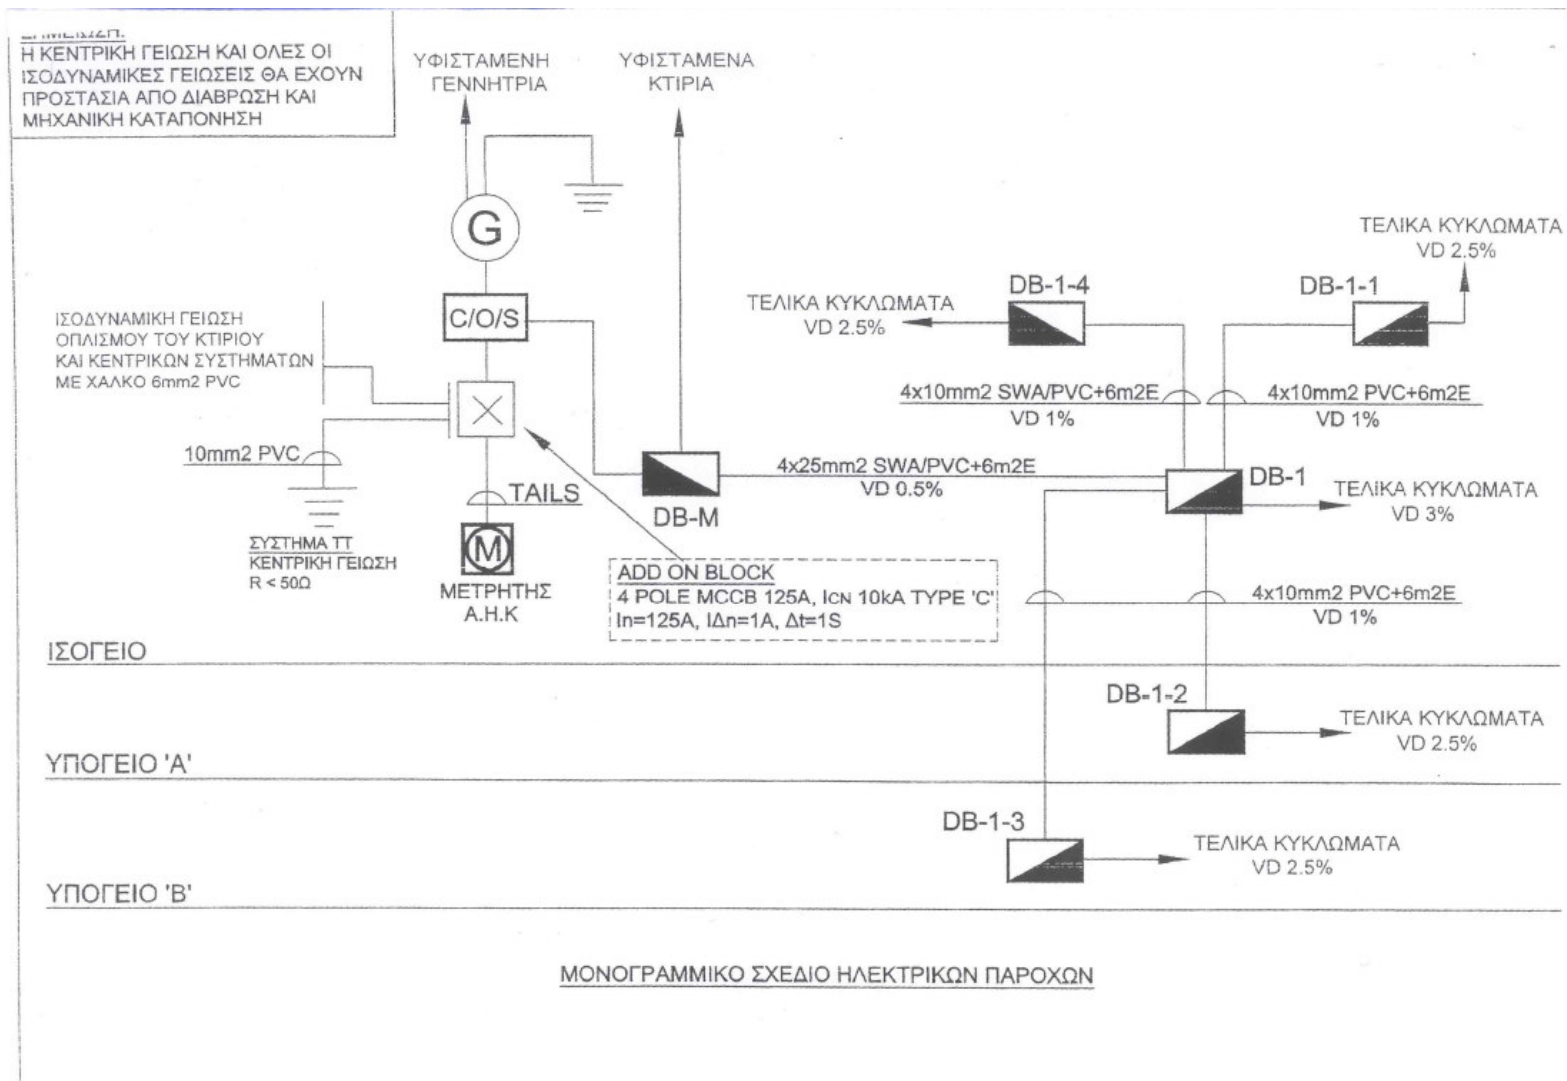 ΣΗΜΕΙΩΣΗ:
Η ΚΕΝΤΡΙΚΗ ΓΕΙΩΣΗ ΚΑΙ ΟΛΕΣ ΟΙ
ΙΣΟΔΥΝΑΜΙΚΕΣ ΓΕΙΩΣΕΙΣ ΘΑ ΕΧΟΥΝ
ΠΡΟΣΤΑΣΙΑ ΑΠΟ ΔΙΑΒΡΩΣΗ ΚΑΙ
ΜΗΧΑΝΙΚΗ ΚΑΤΑΠΟΝΗΣΗ
ΥΦΙΣΤΑΜΕΝΗ
ΓΕΝΝΗΤΡΙΑ
ΥΦΙΣΤΑΜΕΝΑ
ΚΤΙΡΙΑ
G
C/O/S
ΙΣΟΔΥΝΑΜΙΚΗ ΓΕΙΩΣΗ
ΟΠΛΙΣΜΟΥ ΤΟΥ ΚΤΙΡΙΟΥ
ΚΑΙ ΚΕΝΤΡΙΚΩΝ ΣΥΣΤΗΜΑΤΩΝ
ΜΕ ΧΑΛΚΟ 6mm2 PVC
10mm2 PVC
ΣΥΣΤΗΜΑ ΤΤ
ΚΕΝΤΡΙΚΗ ΓΕΙΩΣΗ
R < 50Ω
TAILS
M
ΜΕΤΡΗΤΗΣ
Α.Η.Κ
DB-M
4x25mm2 SWA/PVC+6m2E
VD 0.5%
ADD ON BLOCK
4 POLE MCCB 125A, ICN 10kA TYPE 'C'
In=125A, IΔn=1A, Δt=1S
ΤΕΛΙΚΑ ΚΥΚΛΩΜΑΤΑ
VD 2.5%
DB-1-4
DB-1-1
ΤΕΛΙΚΑ ΚΥΚΛΩΜΑΤΑ
VD 2.5%
4x10mm2 SWA/PVC+6m2E
VD 1%
4x10mm2 PVC+6m2E
VD 1%
DB-1
ΤΕΛΙΚΑ ΚΥΚΛΩΜΑΤΑ
VD 3%
4x10mm2 PVC+6m2E
VD 1%
ΙΣΟΓΕΙΟ
DB-1-2
ΤΕΛΙΚΑ ΚΥΚΛΩΜΑΤΑ
VD 2.5%
ΥΠΟΓΕΙΟ 'Α'
DB-1-3
ΤΕΛΙΚΑ ΚΥΚΛΩΜΑΤΑ
VD 2.5%
ΥΠΟΓΕΙΟ 'Β'
ΜΟΝΟΓΡΑΜΜΙΚΟ ΣΧΕΔΙΟ ΗΛΕΚΤΡΙΚΩΝ ΠΑΡΟΧΩΝ